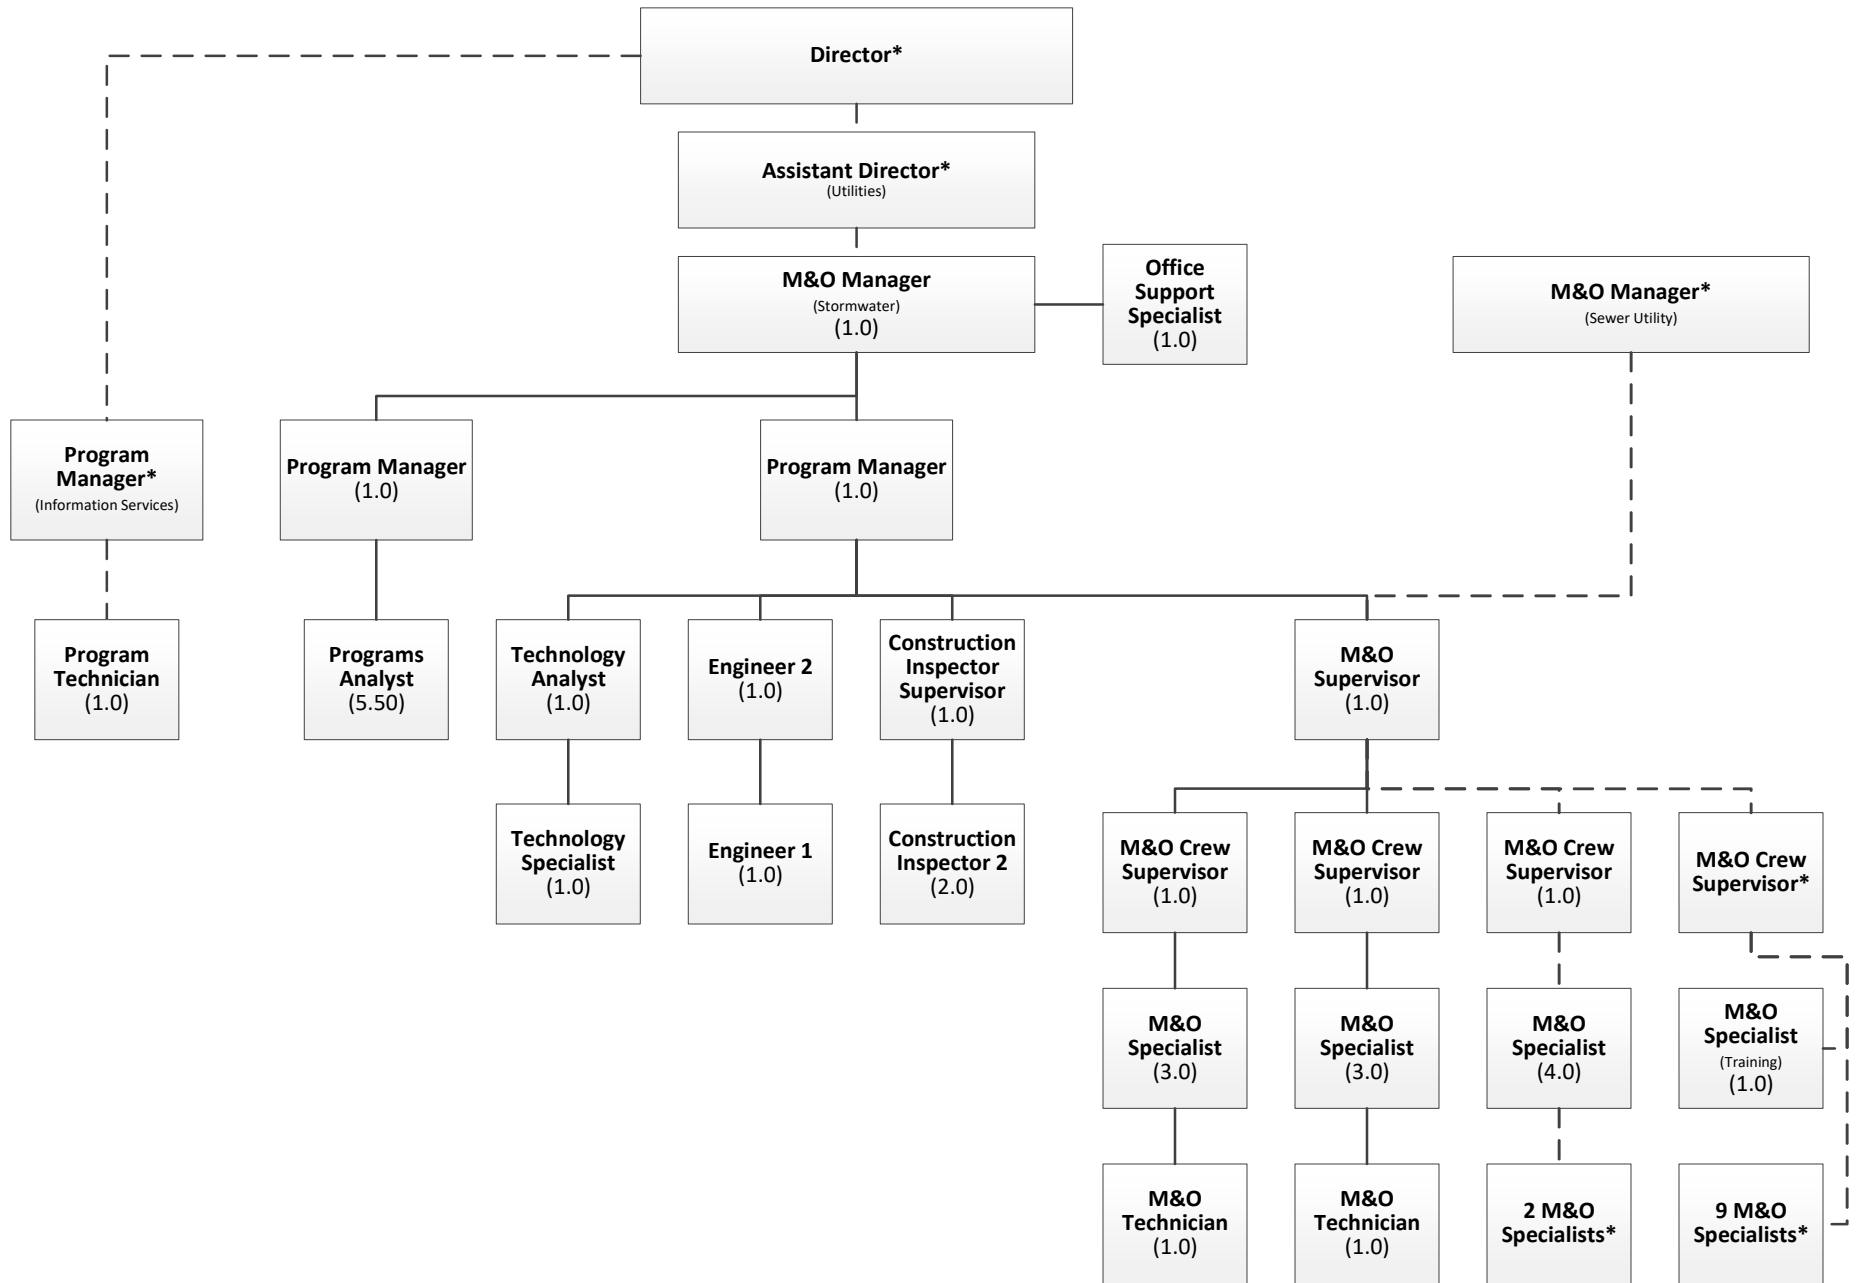 Director*
Assistant Director*
(Utilities)
M&O Manager
(Stormwater)
(1.0)
Office
Support
Specialist
(1.0)
M&O Manager*
(Sewer Utility)
Program
Manager*
(Information Services)
Program Manager
(1.0)
Program Manager
(1.0)
Program
Technician
(1.0)
Programs
Analyst
(5.50)
Technology
Analyst
(1.0)
Engineer 2
(1.0)
Construction
Inspector
Supervisor
(1.0)
M&O
Supervisor
(1.0)
Technology
Specialist
(1.0)
Engineer 1
(1.0)
Construction
Inspector 2
(2.0)
M&O Crew
Supervisor
(1.0)
M&O Crew
Supervisor
(1.0)
M&O Crew
Supervisor
(1.0)
M&O Crew
Supervisor*
M&O
Specialist
(3.0)
M&O
Specialist
(3.0)
M&O
Specialist
(4.0)
M&O
Specialist
(Training)
(1.0)
M&O
Technician
(1.0)
M&O
Technician
(1.0)
2 M&O
Specialists*
9 M&O
Specialists*